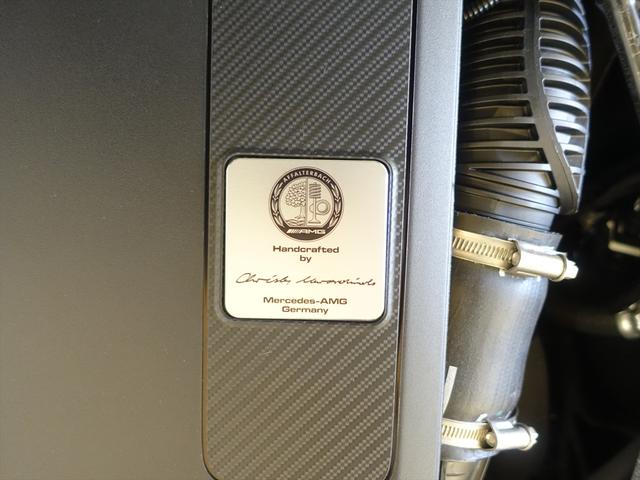 AFFALTERBACH
AMG
Handcrafted
by
Mercedes-AMG
Germany